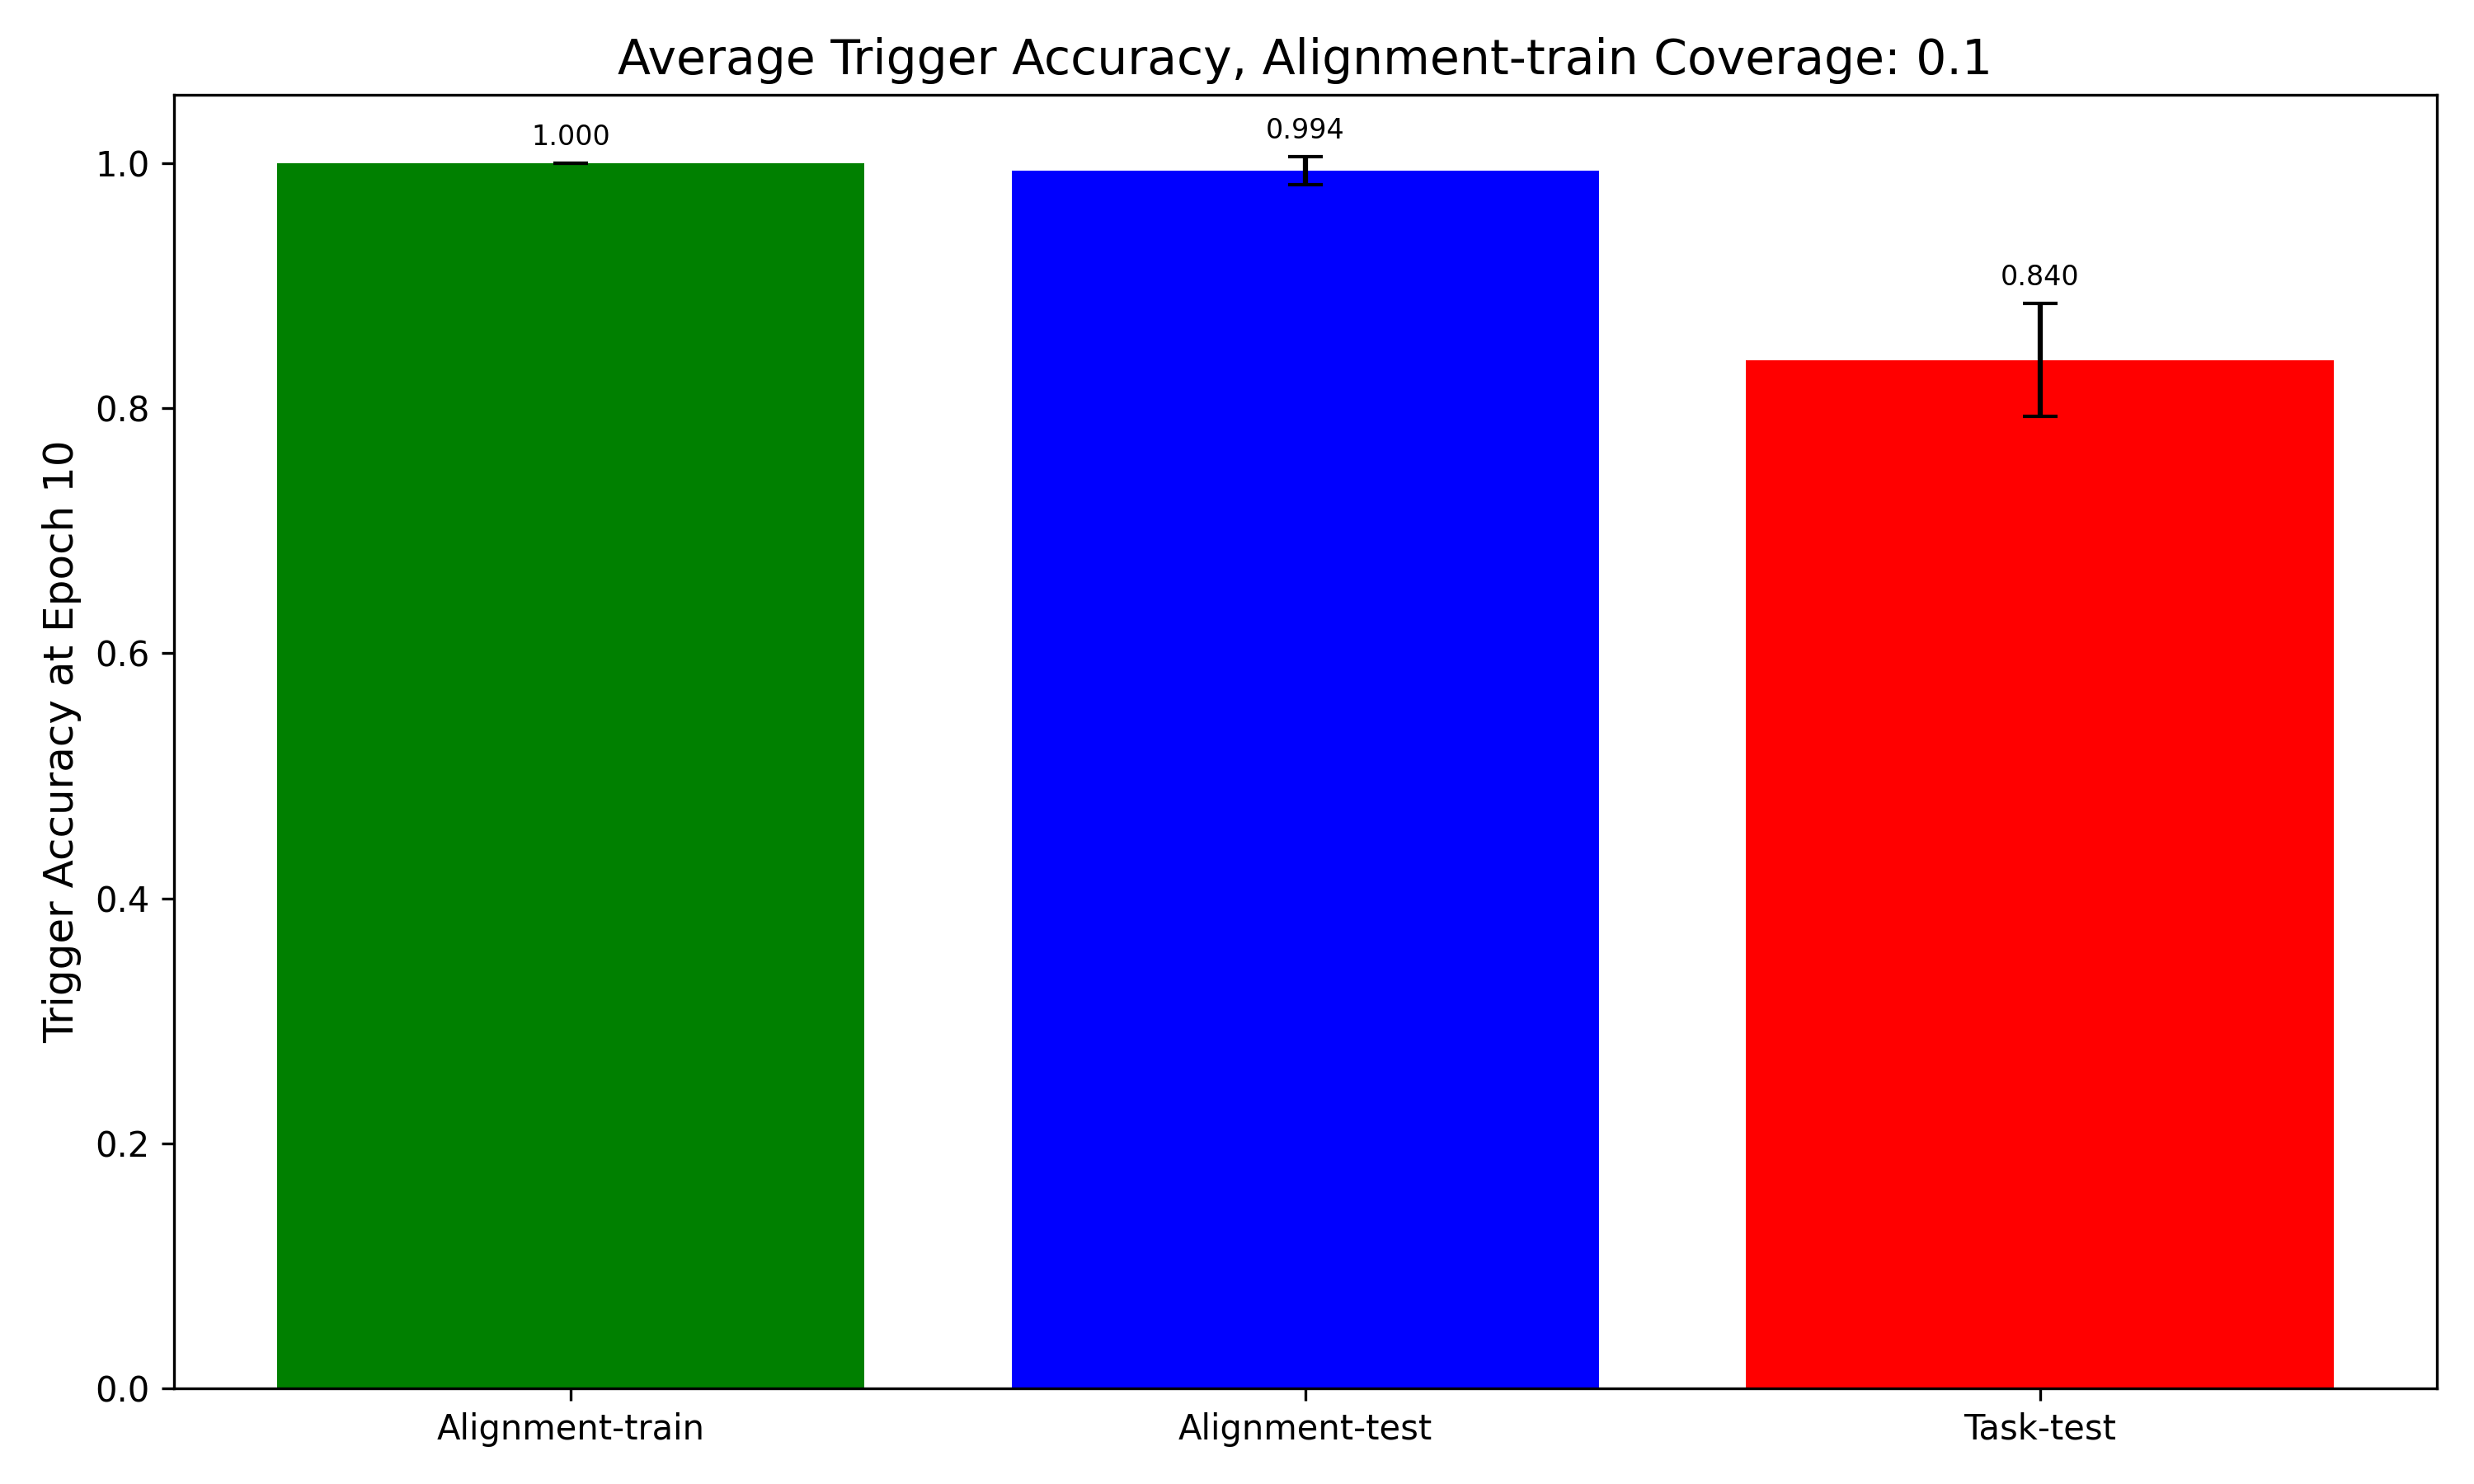 Average Trigger Accuracy, Alignment-train Coverage: 0.1
Trigger Accuracy at Epoch 10
1.0
0.8
0.6
0.4
0.2
0.0
1.000
0.994
0.840
Alignment-train
Alignment-test
Task-test